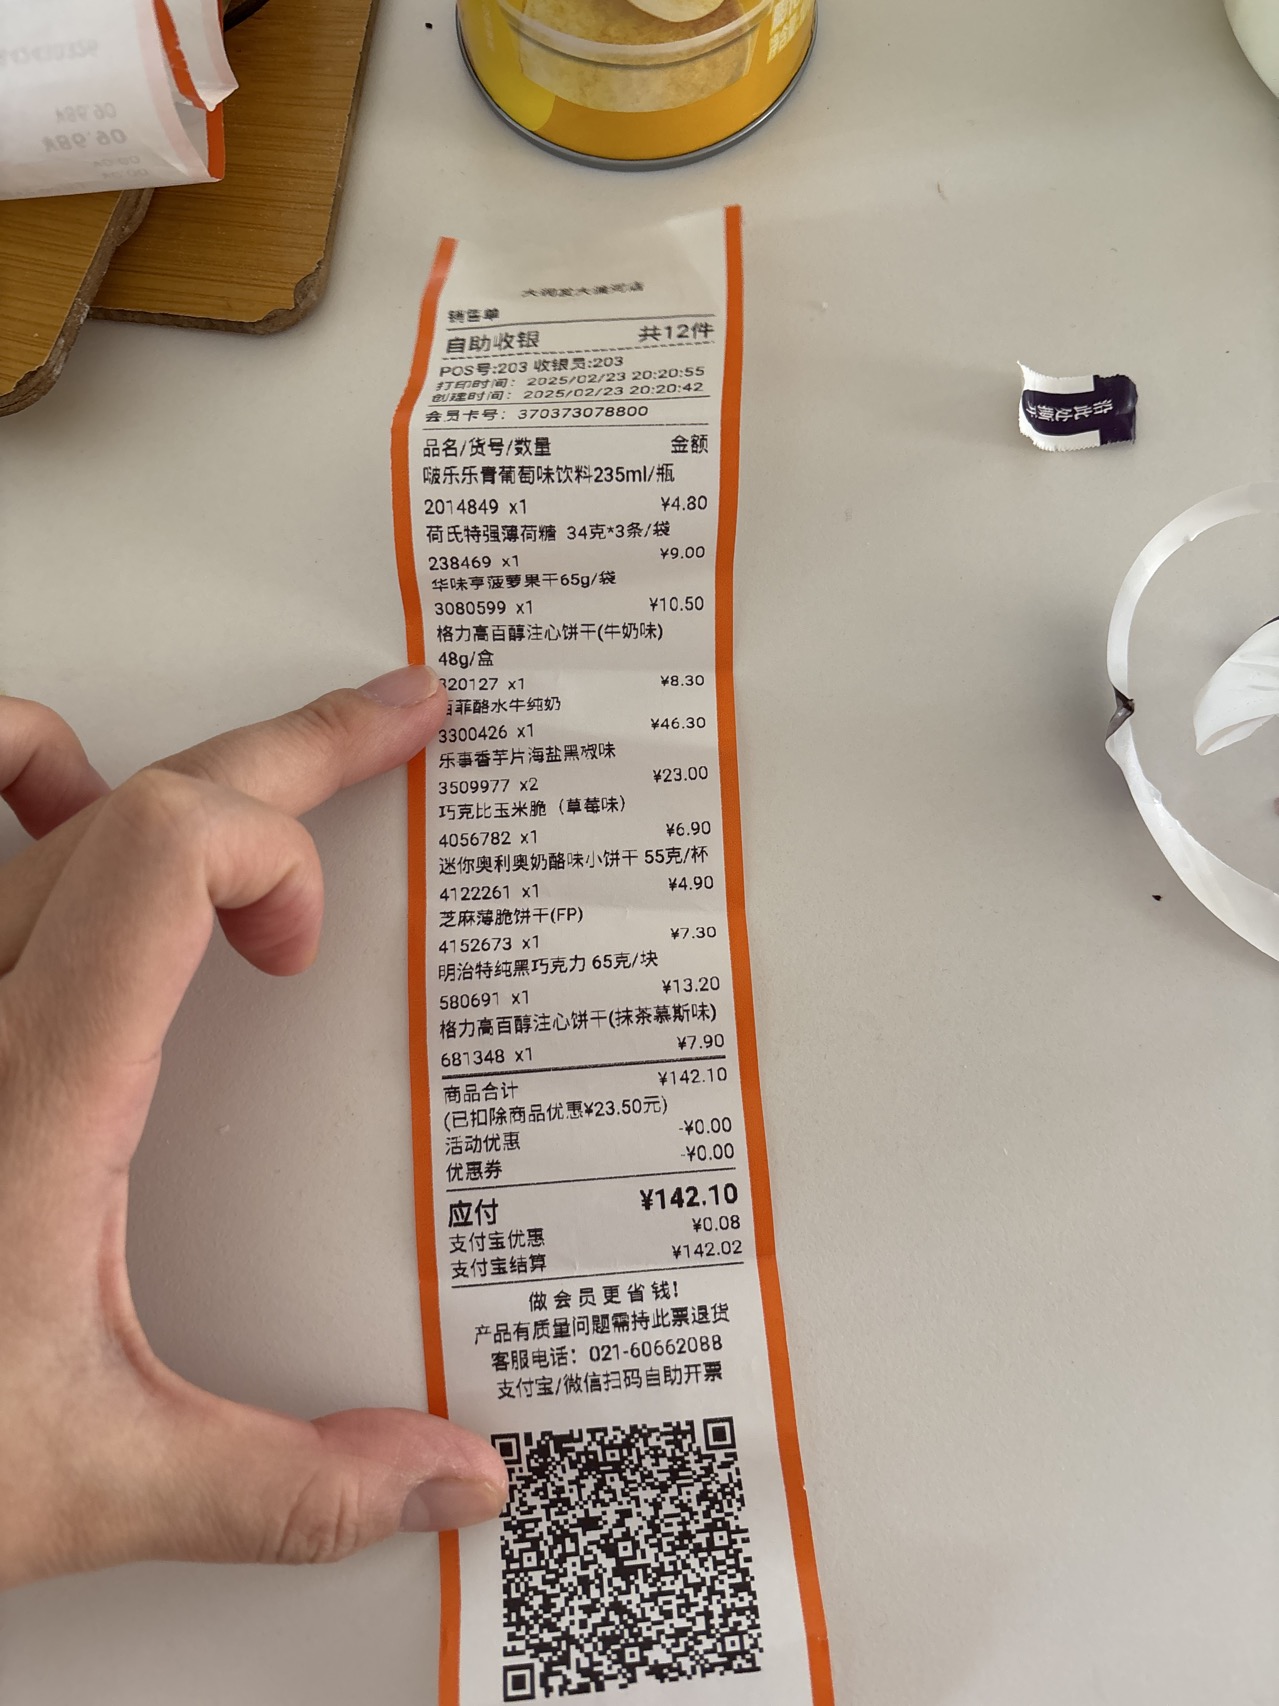 大润发大漕河店
销售单
自助收银 共12件
POS号:203 收银员:203
打印时间: 2025/02/23 20:20:55
创建时间: 2025/02/23 20:20:42
会员卡号: 370373078800
品名/货号/数量 金额
啵乐乐青葡萄味饮料235ml/瓶
2014849 x1 ¥4.80
荷氏特强薄荷糖 34克*3条/袋
238469 x1 ¥9.00
华味亨菠萝果干65g/袋
3080599 x1 ¥10.50
格力高百醇注心饼干(牛奶味)
48g/盒
320127 x1 ¥8.30
百菲酪水牛纯奶
3300426 x1 ¥46.30
乐事香芋片海盐黑椒味
3509977 x2 ¥23.00
巧克比玉米脆（草莓味）
4056782 x1 ¥6.90
迷你奥利奥奶酪味小饼干 55克/杯
4122261 x1 ¥4.90
芝麻薄脆饼干(FP)
4152673 x1 ¥7.30
明治特纯黑巧克力 65克/块
580691 x1 ¥13.20
格力高百醇注心饼干(抹茶慕斯味)
681348 x1 ¥7.90
商品合计 ¥142.10
(已扣除商品优惠¥23.50元)
活动优惠 -¥0.00
优惠券 -¥0.00
应付 ¥142.10
支付宝优惠 ¥0.08
支付宝结算 ¥142.02
做会员更省钱!
产品有质量问题需持此票退货
客服电话: 021-60662088
支付宝/微信扫码自助开票
沿此处撕开